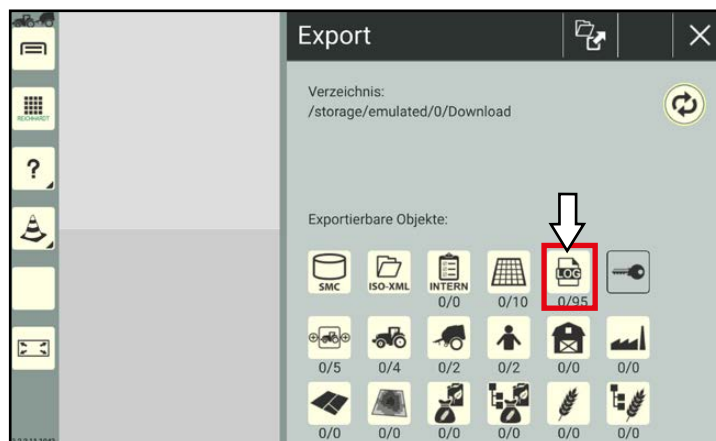 Export
Verzeichnis:
/storage/emulated/0/Download
REICHHARDT
?
Exportierbare Objekte:
SMC ISO-XML INTERN LOG
0/0 0/10 0/95
0/5 0/4 0/2 0/2 0/0 0/0
0/0 0/0 0/0 0/0 0/0 0/0